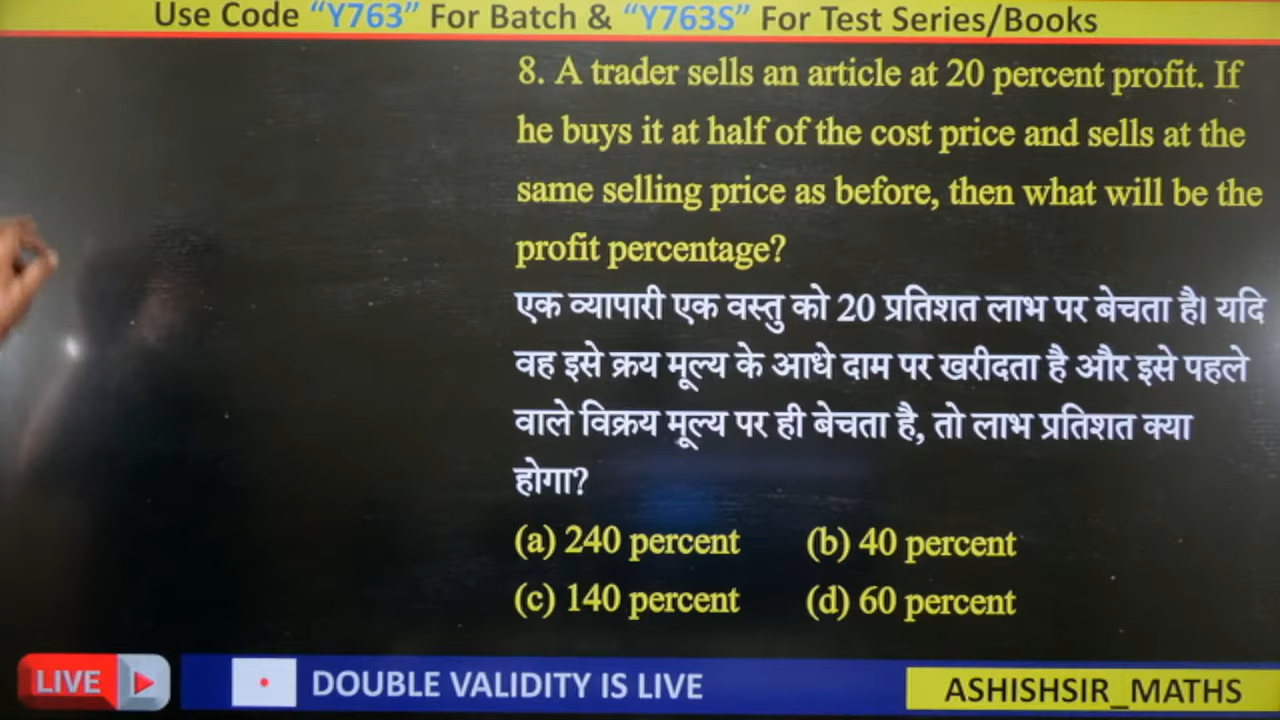 Use Code “Y763” For Batch & “Y763S” For Test Series/Books
8. A trader sells an article at 20 percent profit. If
he buys it at half of the cost price and sells at the
same selling price as before, then what will be the
profit percentage?
एक व्यापारी एक वस्तु को 20 प्रतिशत लाभ पर बेचता है। यदि
वह इसे क्रय मूल्य के आधे दाम पर खरीदता है और इसे पहले
वाले विक्रय मूल्य पर ही बेचता है, तो लाभ प्रतिशत क्या
होगा?
(a) 240 percent (b) 40 percent
(c) 140 percent (d) 60 percent
LIVE DOUBLE VALIDITY IS LIVE ASHISHSIR_MATHS